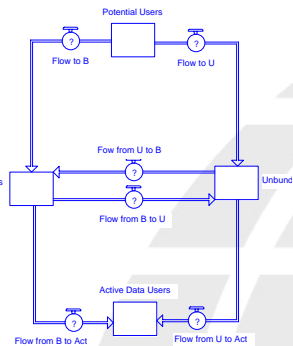 Potential Users
?
?
Flow to B
Flow to U
Fow from U to B
?
s
Unbund
?
Flow from B to U
Active Data Users
?
?
Flow from B to Act
Flow from U to Act